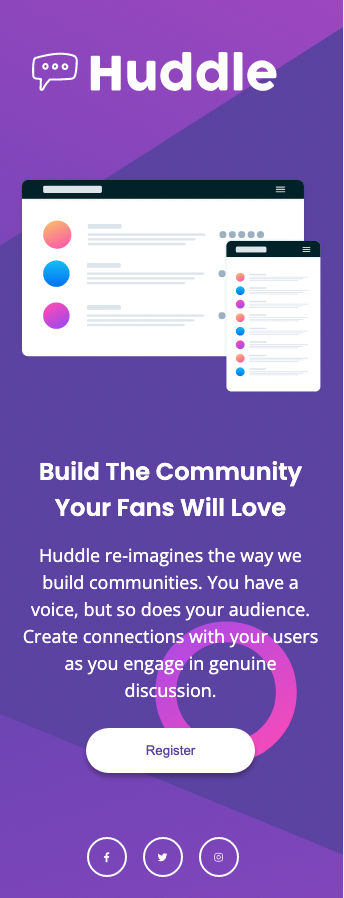 Huddle
Build The Community
Your Fans Will Love
Huddle re-imagines the way we
build communities. You have a
voice, but so does your audience.
Create connections with your users
as you engage in genuine
discussion.
Register